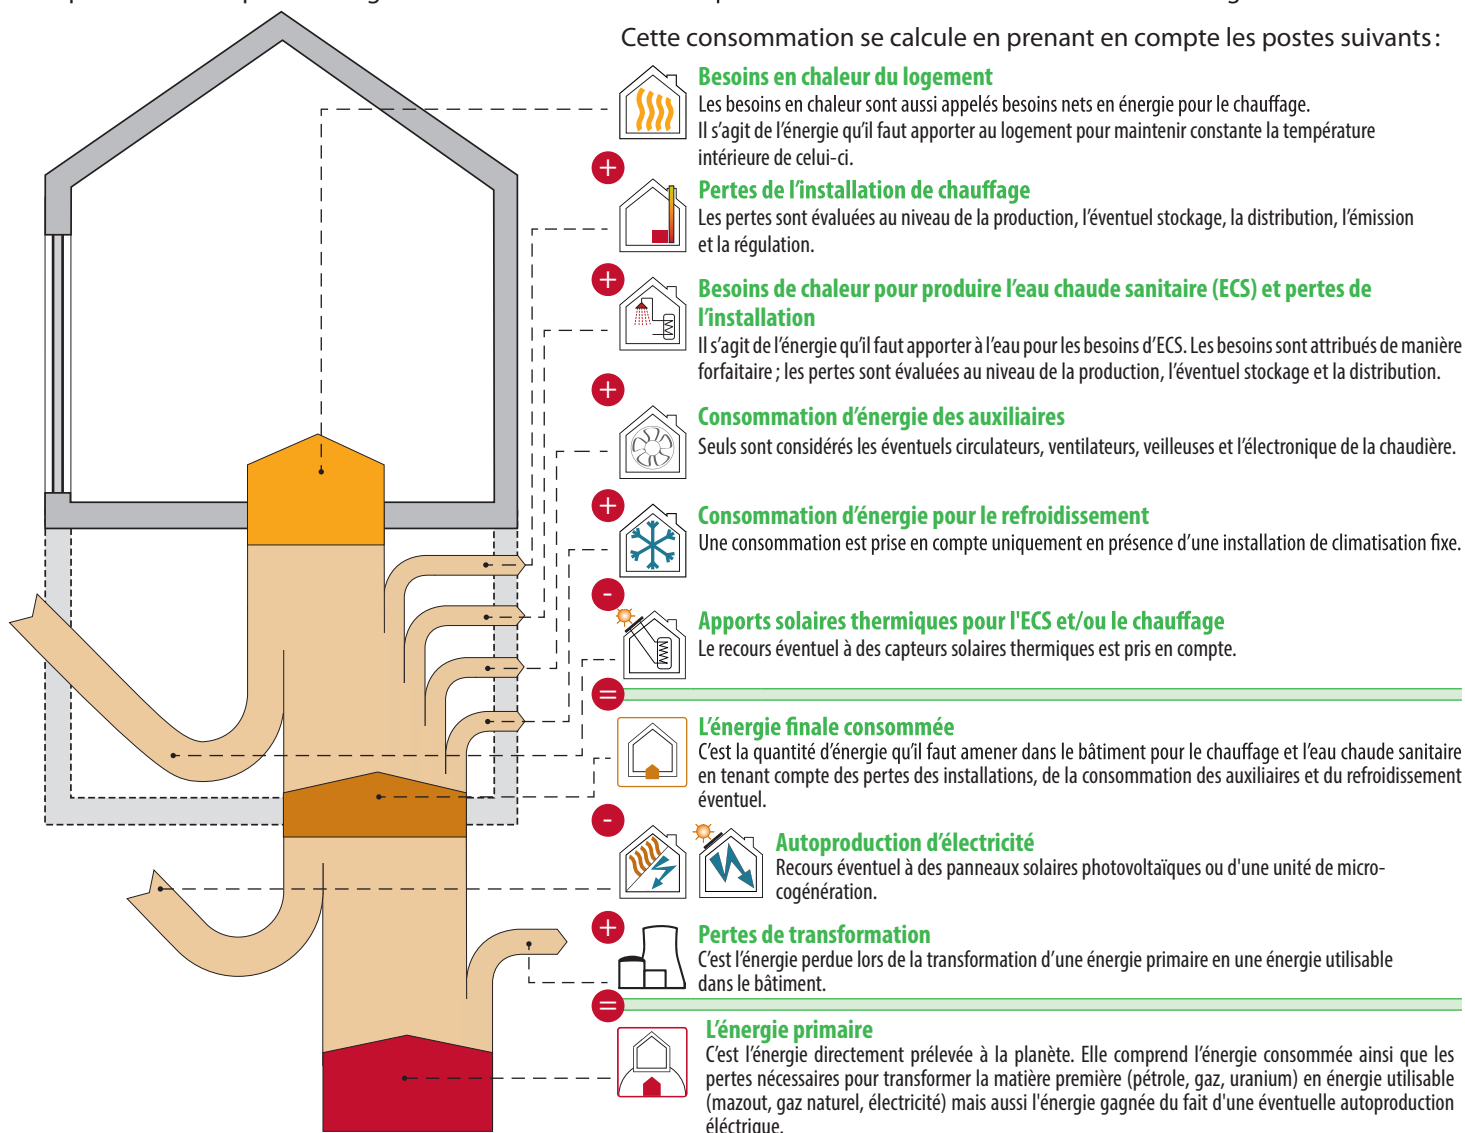 Cette consommation se calcule en prenant en compte les postes suivants :
Besoins en chaleur du logement
Les besoins en chaleur sont aussi appelés besoins nets en énergie pour le chauffage.
Il s’agit de l’énergie qu’il faut apporter au logement pour maintenir constante la température
intérieure de celui-ci.
+
Pertes de l’installation de chauffage
Les pertes sont évaluées au niveau de la production, l’éventuel stockage, la distribution, l’émission
et la régulation.
+
Besoins de chaleur pour produire l’eau chaude sanitaire (ECS) et pertes de
l’installation
Il s’agit de l’énergie qu’il faut apporter à l’eau pour les besoins d’ECS. Les besoins sont attribués de manière
forfaitaire ; les pertes sont évaluées au niveau de la production, l’éventuel stockage et la distribution.
+
Consommation d’énergie des auxiliaires
Seuls sont considérés les éventuels circulateurs, ventilateurs, veilleuses et l’électronique de la chaudière.
+
Consommation d’énergie pour le refroidissement
Une consommation est prise en compte uniquement en présence d’une installation de climatisation fixe.
-
Apports solaires thermiques pour l'ECS et/ou le chauffage
Le recours éventuel à des capteurs solaires thermiques est pris en compte.
=
L’énergie finale consommée
C’est la quantité d’énergie qu’il faut amener dans le bâtiment pour le chauffage et l’eau chaude sanitaire
en tenant compte des pertes des installations, de la consommation des auxiliaires et du refroidissement
éventuel.
-
Autoproduction d’électricité
Recours éventuel à des panneaux solaires photovoltaïques ou d'une unité de micro-
cogénération.
+
Pertes de transformation
C’est l’énergie perdue lors de la transformation d’une énergie primaire en une énergie utilisable
dans le bâtiment.
=
L’énergie primaire
C’est l’énergie directement prélevée à la planète. Elle comprend l’énergie consommée ainsi que les
pertes nécessaires pour transformer la matière première (pétrole, gaz, uranium) en énergie utilisable
(mazout, gaz naturel, électricité) mais aussi l'énergie gagnée du fait d'une éventuelle autoproduction
éléctrique.